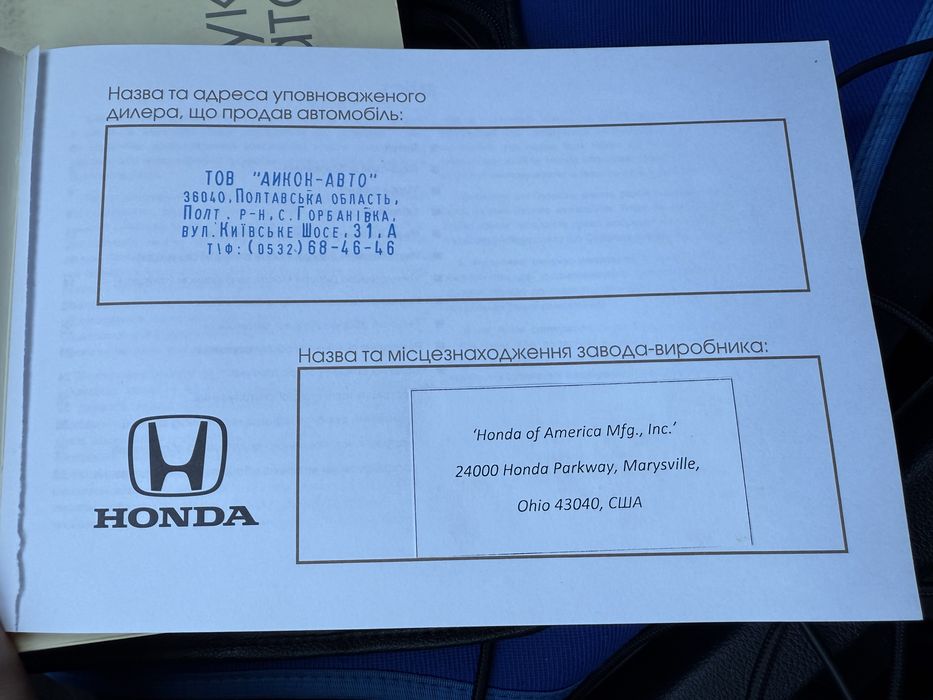 Назва та адреса уповноваженого
дилера, що продав автомобіль:
ТОВ "АИКОН-АВТО"
36040, ПОЛТАВСЬКА ОБЛАСТЬ,
ПОЛТ. Р-Н, С. ГОРБАНІВКА,
ВУЛ. КИЇВСЬКЕ ШОСЕ, 31, А
Т\Ф: (0532) 68-46-46
Назва та місцезнаходження завода-виробника:
'Honda of America Mfg., Inc.'
24000 Honda Parkway, Marysville,
Ohio 43040, США
HONDA